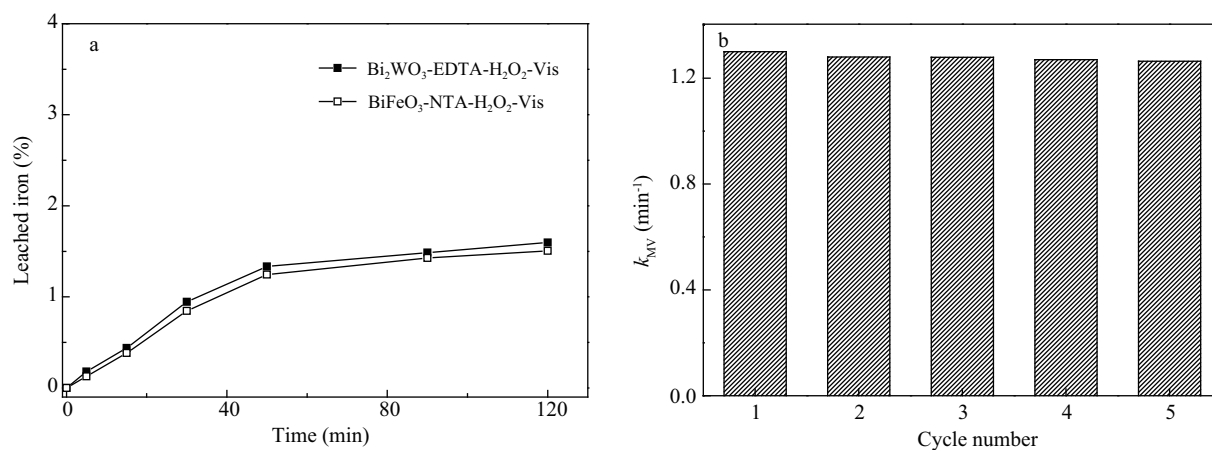 a
Bi₂WO₃-EDTA-H₂O₂-Vis
BiFeO₃-NTA-H₂O₂-Vis
Leached iron (%)
4
3
2
1
0
0 40 80 120
Time (min)
b
k_MV (min⁻¹)
1.2
0.8
0.4
0.0
1 2 3 4 5
Cycle number